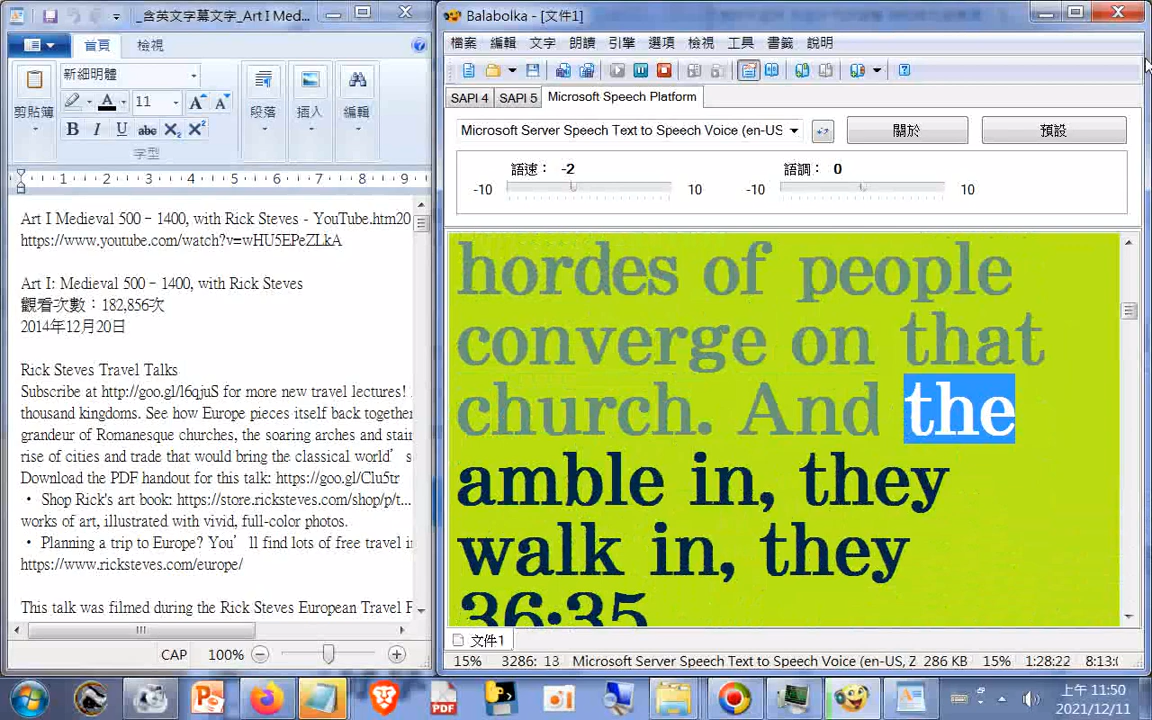 _含英文字幕文字_Art I Med...
首頁
檢視
新細明體
11
剪貼簿
段落
插入
編輯
字型
1 2 3 4 5 6 7 8 9
Art I Medieval 500－1400, with Rick Steves - YouTube.htm20
https://www.youtube.com/watch?v=wHU5EPeZLkA
Art I: Medieval 500－1400, with Rick Steves
觀看次數：182,856次
2014年12月20日
Rick Steves Travel Talks
Subscribe at http://goo.gl/l6qjuS for more new travel lectures!
thousand kingdoms. See how Europe pieces itself back together
grandeur of Romanesque churches, the soaring arches and stai
rise of cities and trade that would bring the classical world’s
Download the PDF handout for this talk: https://goo.gl/Clu5tr
• Shop Rick's art book: https://store.ricksteves.com/shop/p/t...
works of art, illustrated with vivid, full-color photos.
• Planning a trip to Europe? You’ll find lots of free travel i
https://www.ricksteves.com/europe/
This talk was filmed during the Rick Steves European Travel F
CAP 100%
Balabolka - [文件1]
檔案 編輯 文字 朗讀 引擎 選項 檢視 工具 書籤 說明
SAPI 4 SAPI 5 Microsoft Speech Platform
Microsoft Server Speech Text to Speech Voice (en-US
關於
預設
語速： -2
語調： 0
-10 10 -10 10
hordes of people
converge on that
church. And the
amble in, they
walk in, they
36:35
文件1
15% 3286: 13 Microsoft Server Speech Text to Speech Voice (en-US, Z 286 KB 15% 1:28:22 8:13:0
PDF
上午 11:50
2021/12/11